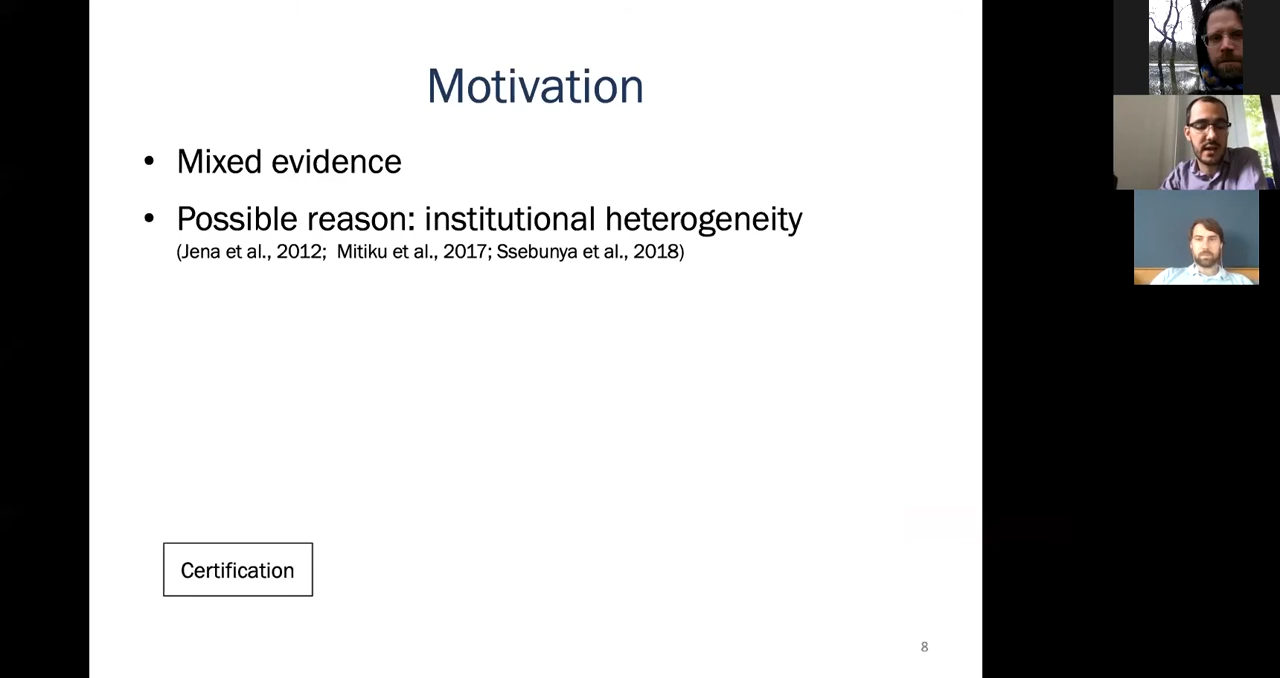 Motivation
• Mixed evidence
• Possible reason: institutional heterogeneity
(Jena et al., 2012;  Mitiku et al., 2017; Ssebunya et al., 2018)
Certification
8